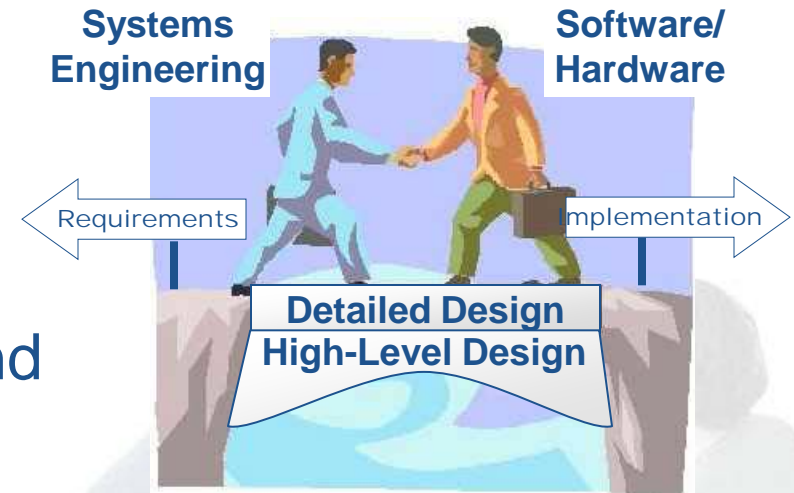 Systems
Engineering
Software/
Hardware
Requirements
Implementation
Detailed Design
High-Level Design